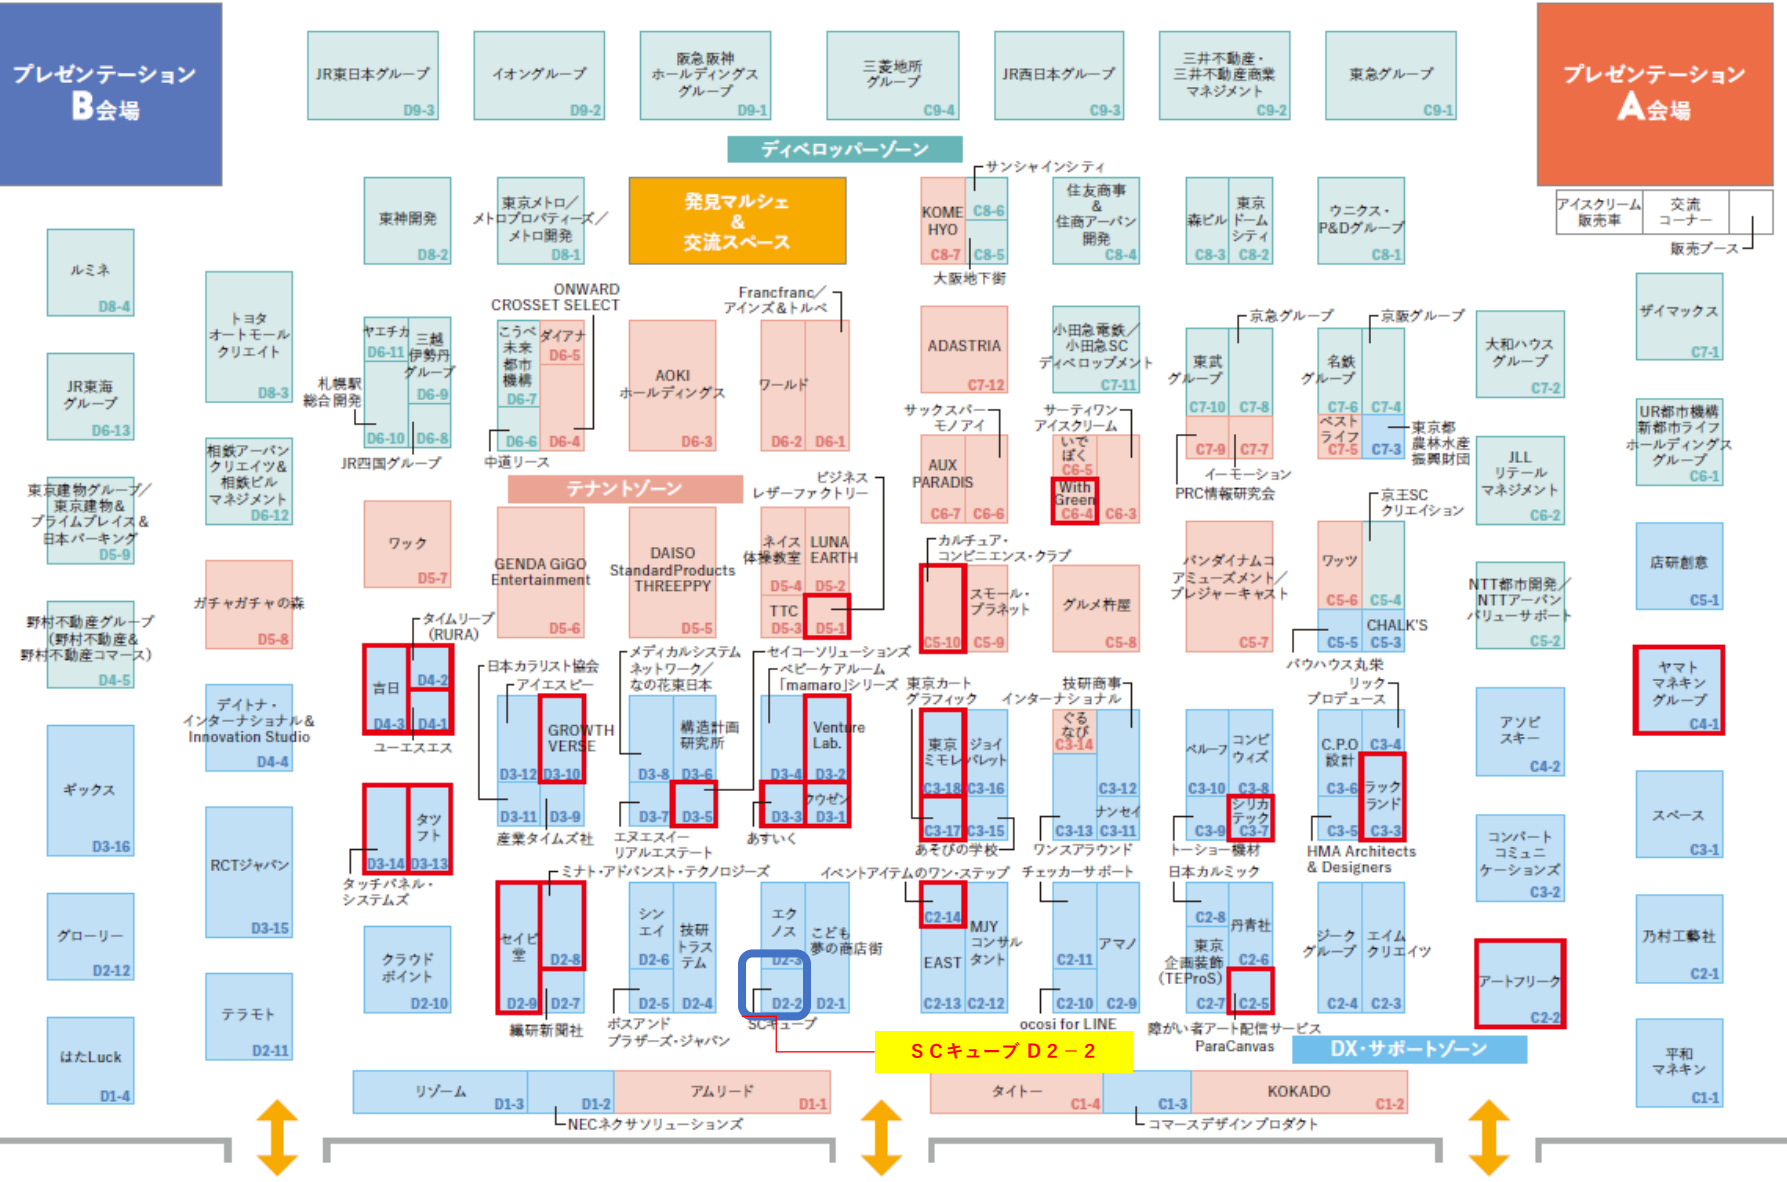 プレゼンテーション
B会場
JR東日本グループ
D9-3
イオングループ
D9-2
阪急阪神
ホールディングス
グループ
D9-1
三菱地所
グループ
C9-4
JR西日本グループ
C9-3
三井不動産・
三井不動産商業
マネジメント
C9-2
東急グループ
C9-1
プレゼンテーション
A会場
ディベロッパーゾーン
アイスクリーム
販売車
交流
コーナー
販売ブース
東神開発
D8-2
東京メトロ/
メトロプロパティーズ/
メトロ開発
D8-1
発見マルシェ
&
交流スペース
サンシャインシティ
KOME
HYO
C8-7
C8-6
C8-5
大阪地下街
住友商事
&
住商アーバン
開発
C8-4
森ビル
C8-3
東京
ドーム
シティ
C8-2
ウニクス・
P&Dグループ
C8-1
ルミネ
D8-4
トヨタ
オートモール
クリエイト
D8-3
JR東海
グループ
D6-13
ヤエチカ
D6-11
三越
伊勢丹
グループ
D6-9
札幌駅
総合開発
D6-10
D6-8
JR四国グループ
ONWARD
CROSSET SELECT
こうべ
未来
都市
機構
D6-7
ダイアナ
D6-5
D6-6
D6-4
中道リース
AOKI
ホールディングス
D6-3
Francfranc/
アインズ&トルペ
ワールド
D6-2
D6-1
ADASTRIA
C7-12
小田急電鉄/
小田急SC
ディベロップメント
C7-11
京急グループ
東武
グループ
C7-10
C7-8
C7-9
C7-7
イーモーション
PRC情報研究会
京阪グループ
名鉄
グループ
C7-6
C7-4
ベスト
ライフ
C7-5
C7-3
東京都
農林水産
振興財団
大和ハウス
グループ
C7-2
ザイマックス
C7-1
相鉄アーバン
クリエイツ&
相鉄ビル
マネジメント
D6-12
テナントゾーン
ビジネス
レザーファクトリー
サックスバー
モノアイ
AUX
PARADIS
C6-7
C6-6
サーティワン
アイスクリーム
いで
ぼく
C6-5
With
Green
C6-4
C6-3
JLL
リテール
マネジメント
C6-2
UR都市機構
新都市ライフ
ホールディングス
グループ
C6-1
東京建物グループ/
東京建物&
プライムプレイス&
日本パーキング
D5-9
ワック
D5-7
GENDA GiGO
Entertainment
D5-6
DAISO
StandardProducts
THREEPPY
D5-5
ネイス
体操教室
D5-4
LUNA
EARTH
D5-2
TTC
D5-3
D5-1
カルチュア・
コンビニエンス・クラブ
C5-10
スモール・
プラネット
C5-9
グルメ杵屋
C5-8
バンダイナムコ
アミューズメント/
プレジャーキャスト
C5-7
京王SC
クリエイション
ワッツ
C5-6
C5-4
C5-5
CHALK'S
C5-3
バウハウス丸栄
NTT都市開発/
NTTアーバン
バリューサポート
C5-2
店研創意
C5-1
ガチャガチャの森
D5-8
野村不動産グループ
(野村不動産&
野村不動産コマース)
D4-5
タイムリープ
(RURA)
吉日
D4-3
D4-2
D4-1
ユーエスエス
デイトナ・
インターナショナル&
Innovation Studio
D4-4
日本カラリスト協会
アイエスピー
GROWTH
VERSE
D3-12
D3-10
D3-11
D3-9
産業タイムズ社
メディカルシステム
ネットワーク/
なの花東日本
構造計画
研究所
D3-8
D3-6
D3-7
D3-5
エヌエスイー
リアルエステート
セイコーソリューションズ
ベビーケアルーム
「mamaro」シリーズ
Venture
Lab.
D3-4
D3-2
D3-3
クウゼン
D3-1
あすいく
東京カート
グラフィック
東京
ミモレ
C3-18
ジョイ
パレット
C3-16
C3-17
C3-15
あそびの学校
技研商事
インターナショナル
ぐる
なび
C3-14
C3-12
C3-13
ナンセイ
C3-11
ワンスアラウンド
ベルーフ
C3-10
コンビ
ウィズ
C3-8
C3-9
シリカ
テック
C3-7
トーショー機材
リック
プロデュース
C.P.O
設計
C3-6
C3-4
ラック
ランド
C3-5
C3-3
HMA Architects
& Designers
アソビ
スキー
C4-2
ヤマト
マネキン
グループ
C4-1
ギックス
D3-16
RCTジャパン
D3-15
D3-14
タツ
フト
D3-13
タッチパネル・
システムズ
コンバート
コミュニ
ケーションズ
C3-2
スペース
C3-1
グローリー
D2-12
クラウド
ポイント
D2-10
ミナト・アドバンスト・テクノロジーズ
セイビ
堂
D2-9
D2-8
D2-7
繊研新聞社
シン
エイ
D2-6
技研
トラス
テム
D2-5
D2-4
ボスアンド
ブラザーズ・ジャパン
エク
ノス
D2-3
こども
夢の商店街
D2-2
D2-1
SCキューブ
イベントアイテムのワン・ステップ
C2-14
EAST
C2-13
MJY
コンサル
タント
C2-12
チェッカーサポート
C2-11
アマノ
C2-10
C2-9
ocosi for LINE
日本カルミック
C2-8
丹青社
C2-6
東京
企画装飾
(TEProS)
C2-7
C2-5
障がい者アート配信サービス
ParaCanvas
ジーク
グループ
C2-4
エイム
クリエイツ
C2-3
アートフリーク
C2-2
乃村工藝社
C2-1
テラモト
D2-11
はたLuck
D1-4
SCキューブ D2-2
DX・サポートゾーン
平和
マネキン
C1-1
リゾーム
D1-3
D1-2
アムリード
D1-1
NECネクサソリューションズ
タイトー
C1-4
C1-3
KOKADO
C1-2
コマースデザインプロダクト